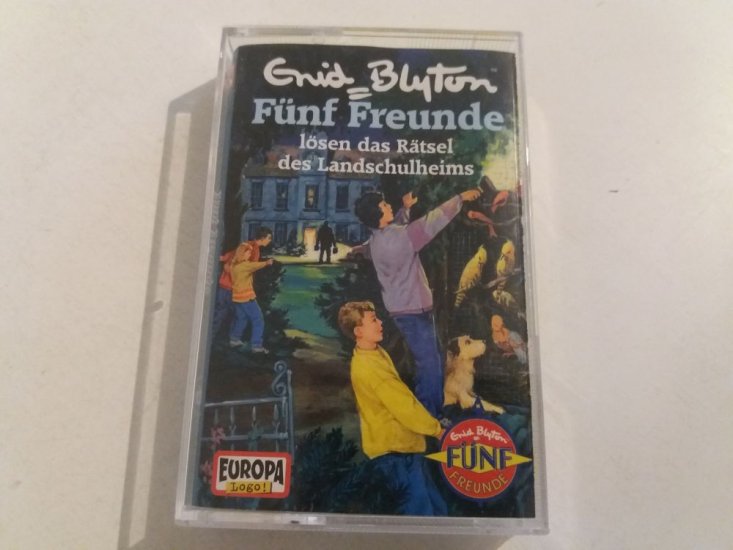 Enid Blyton
Fünf Freunde
lösen das Rätsel
des Landschulheims
EUROPA
Logo!
Enid Blyton
FÜNF
FREUNDE